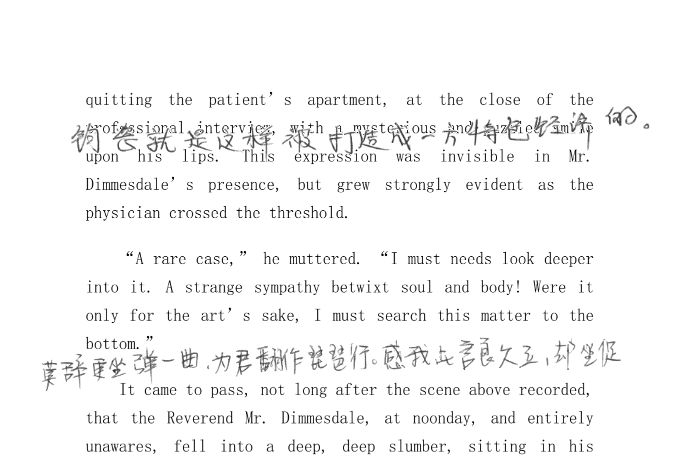 quitting the patient’s apartment, at the close of the
professional interview, with a mysterious and puzzled smile
铜卷就是这样被打造成一方特色经济的。
upon his lips. This expression was invisible in Mr.
Dimmesdale’s presence, but grew strongly evident as the
physician crossed the threshold.
“A rare case,” he muttered. “I must needs look deeper
into it. A strange sympathy betwixt soul and body! Were it
only for the art’s sake, I must search this matter to the
bottom.”
莫辞更坐弹一曲，为君翻作琵琶行。感我此言良久立，却坐促
It came to pass, not long after the scene above recorded,
that the Reverend Mr. Dimmesdale, at noonday, and entirely
unawares, fell into a deep, deep slumber, sitting in his